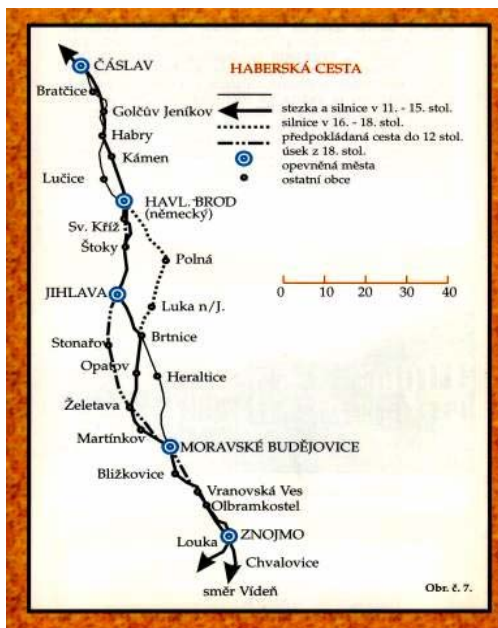 HABERSKÁ CESTA
stezka a silnice v 11. - 15. stol.
silnice v 16. - 18. stol.
předpokládaná cesta do 12 stol.
úsek z 18. stol.
opevněná města
ostatní obce
ČÁSLAV
Bratčice
Golčův Jeníkov
Habry
Kámen
Lučice
HAVL. BROD
(německý)
Sv. Kříž
Štoky
Polná
0 10 20 30 40
JIHLAVA
Luka n/J.
Brtnice
Stonařov
Opatov
Heraltice
Želetava
Martínkov
MORAVSKÉ BUDĚJOVICE
Bližkovice
Vranovská Ves
Olbramkostel
ZNOJMO
Louka
Chvalovice
směr Vídeň
Obr. č. 7.